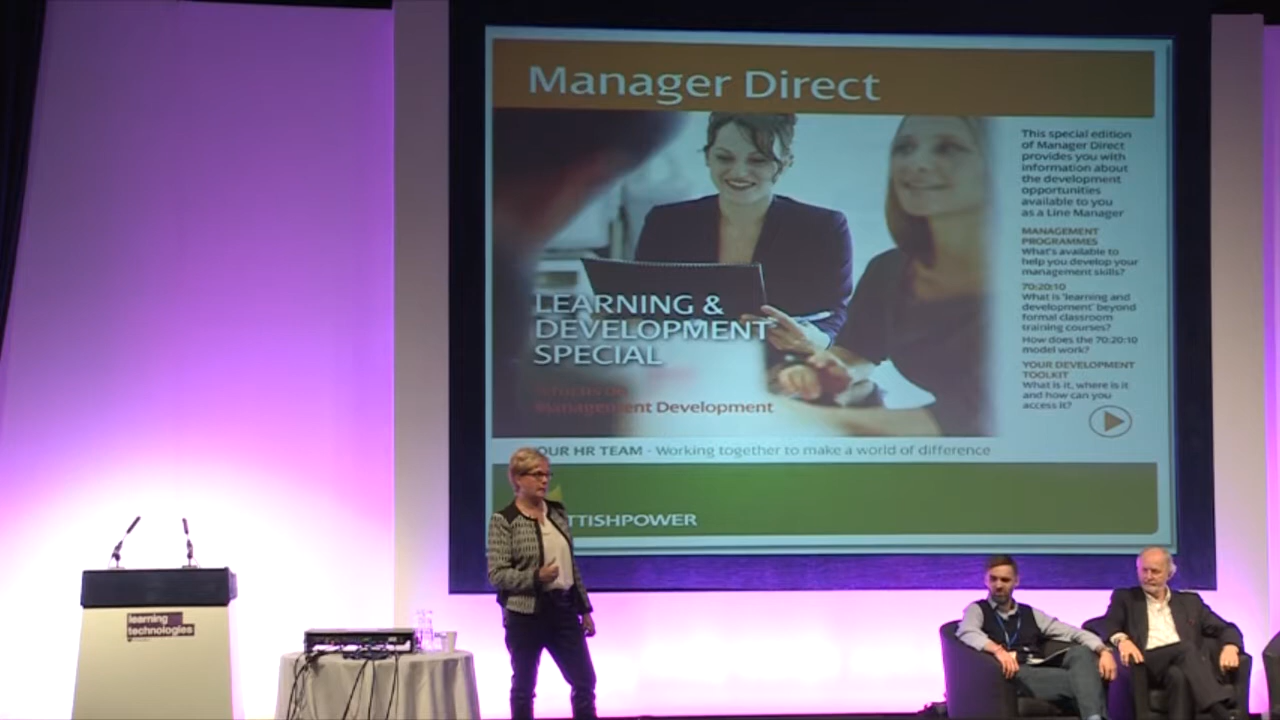 Manager Direct
This special edition
of Manager Direct
provides you with
information about
the development
opportunities
available to you
as a Line Manager
MANAGEMENT
PROGRAMMES
What's available to
help you develop your
management skills?
70:20:10
What is 'learning and
development' beyond
formal classroom
training courses?
How does the 70:20:10
model work?
YOUR DEVELOPMENT
TOOLKIT
What is it, where is it
and how can you
access it?
LEARNING &
DEVELOPMENT
SPECIAL
Management Development
OUR HR TEAM - Working together to make a world of difference
TTISHPOWER
learning
technologies